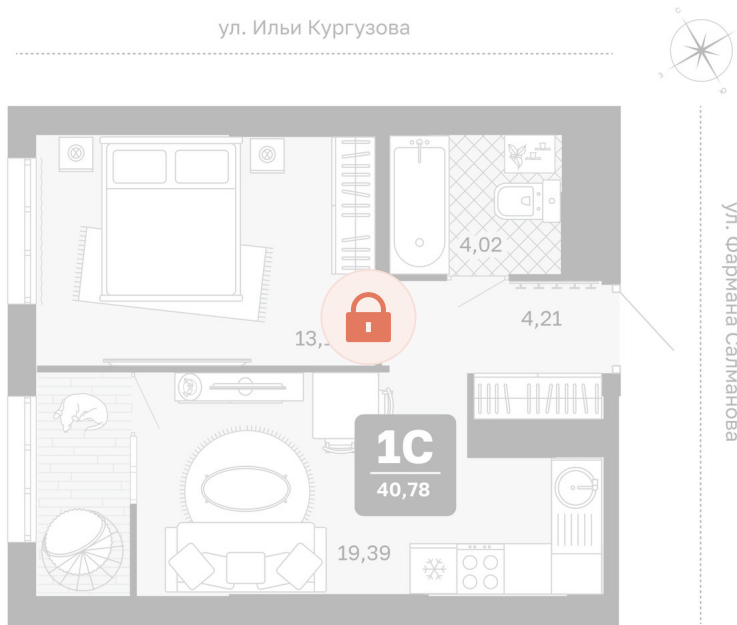 ул. Ильи Кургузова
с
з
ю
ул. Фармана Салманова
4,02
4,21
1С
40,78
19,39